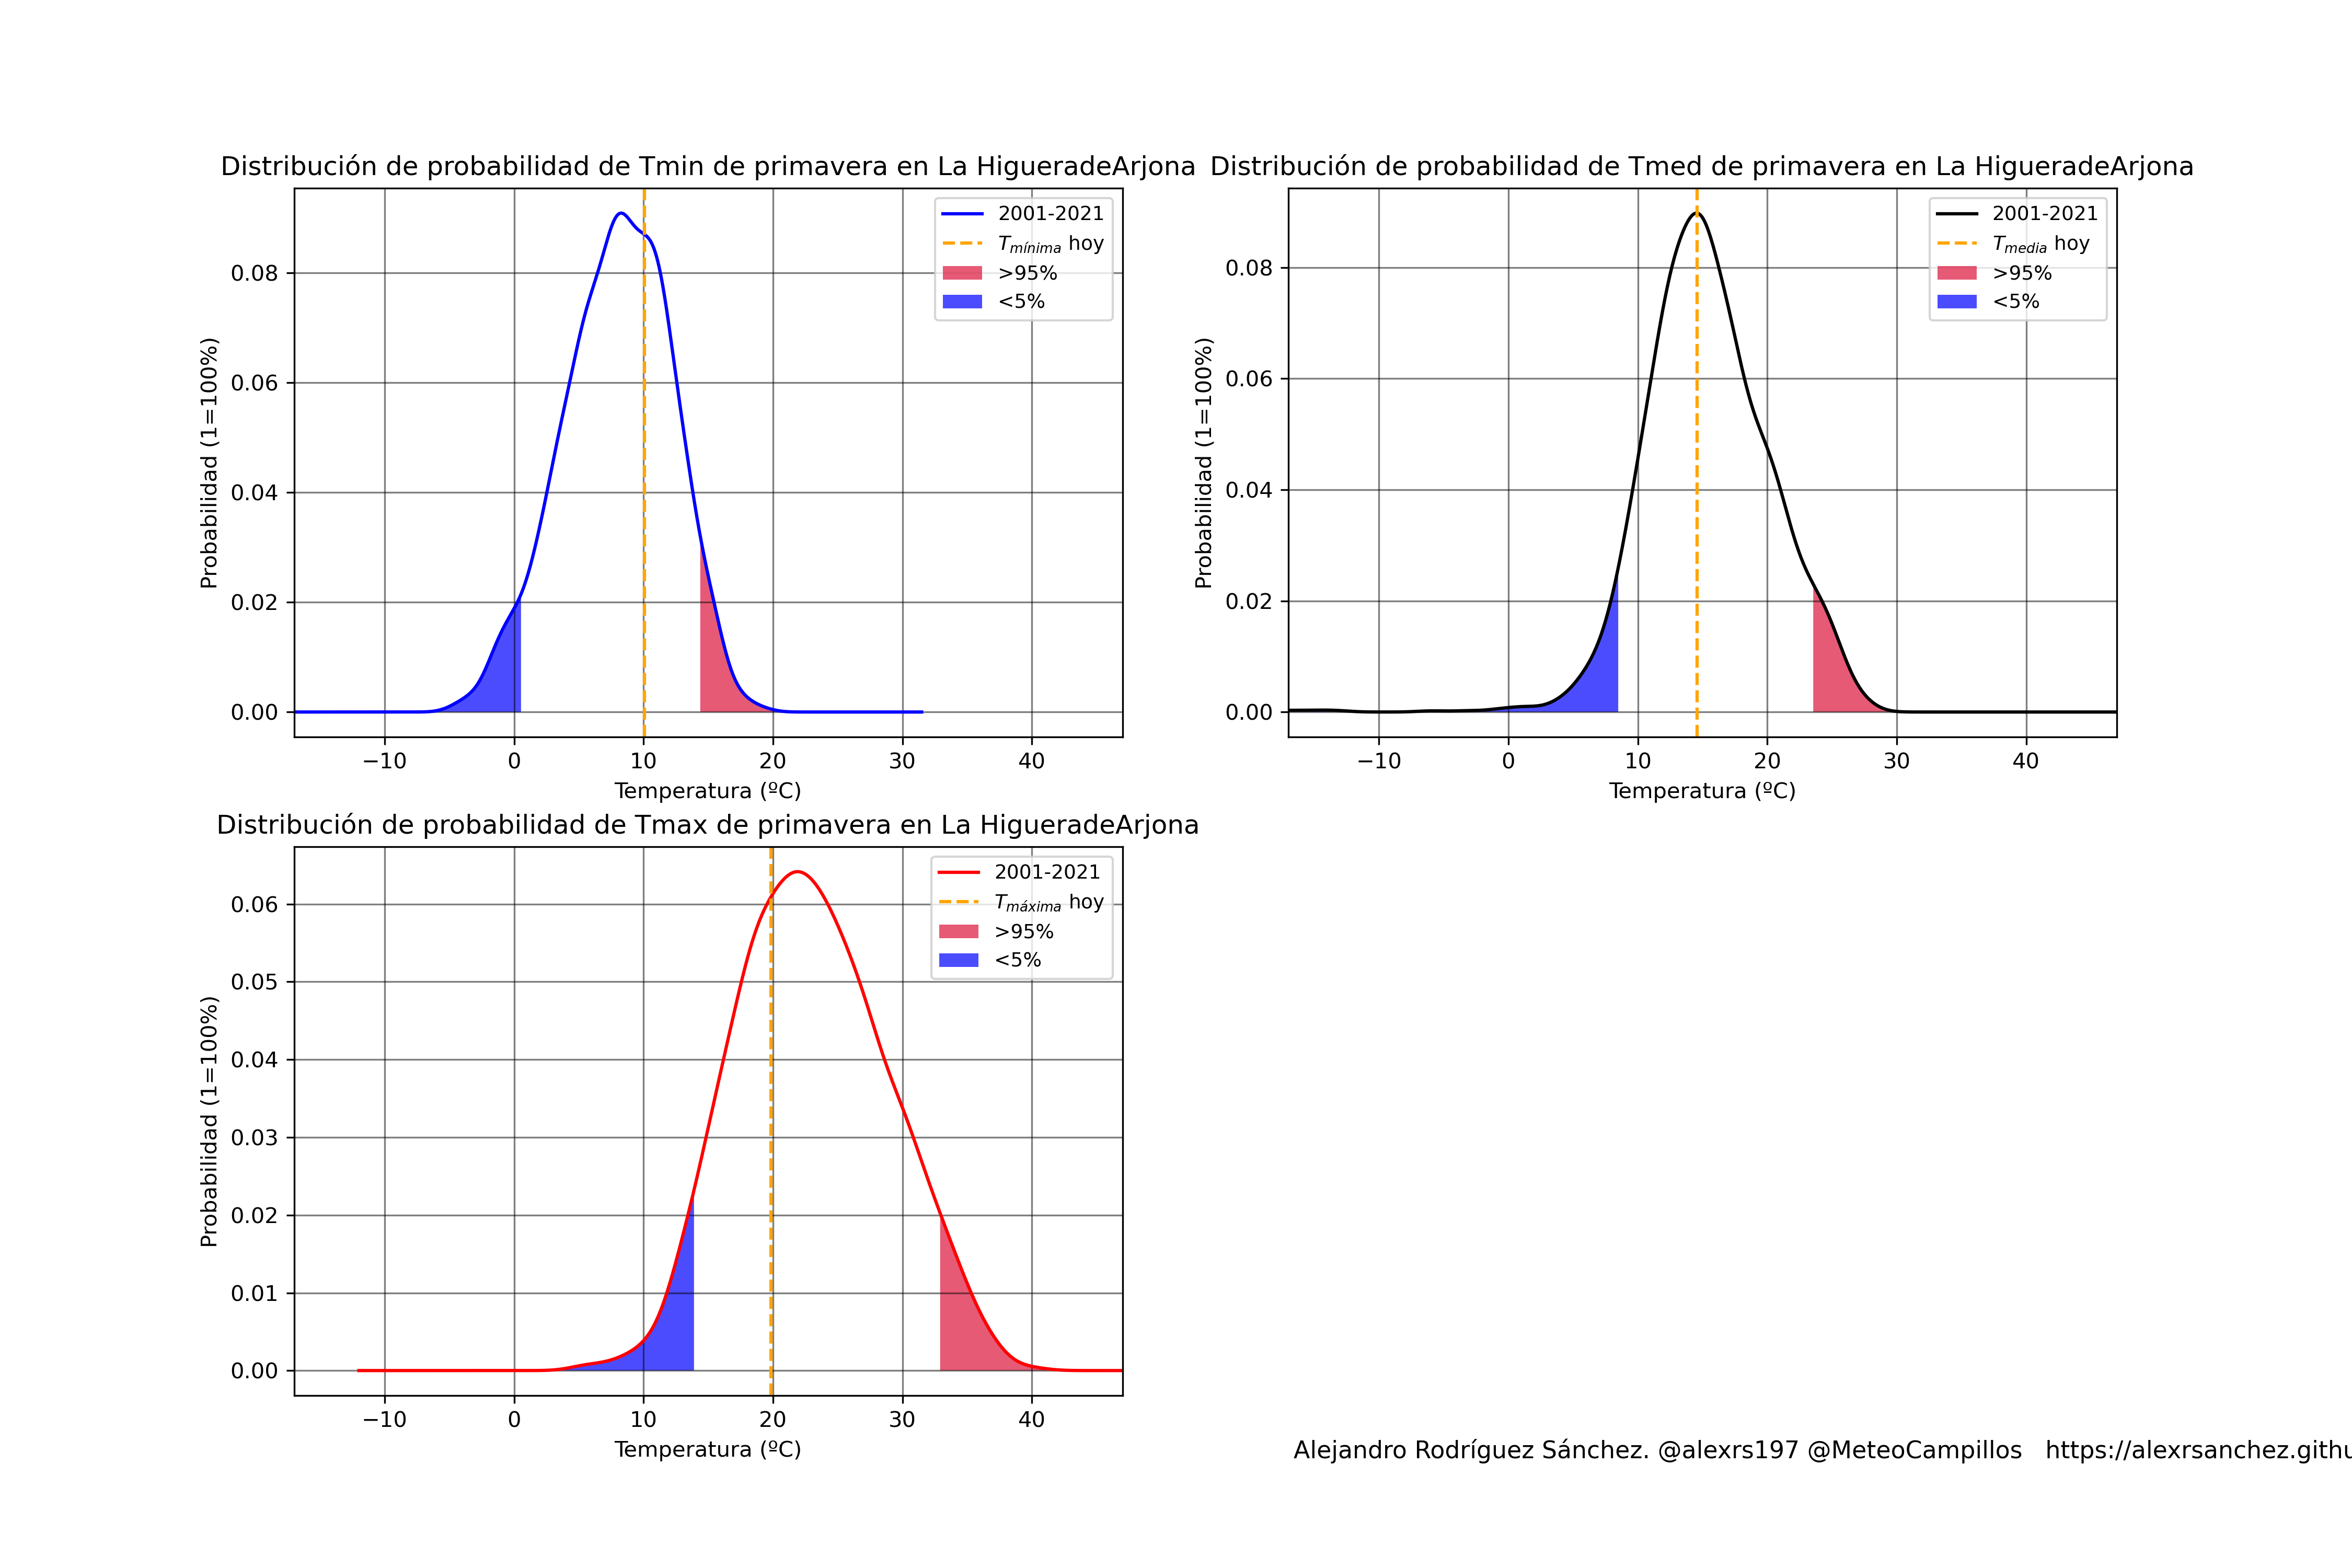 Distribución de probabilidad de Tmin de primavera en La HigueradeArjona
2001-2021
Tmínima hoy
>95%
<5%
0.08
0.06
0.04
0.02
0.00
Probabilidad (1=100%)
−10 0 10 20 30 40
Temperatura (ºC)
Distribución de probabilidad de Tmed de primavera en La HigueradeArjona
2001-2021
Tmedia hoy
>95%
<5%
0.08
0.06
0.04
0.02
0.00
Probabilidad (1=100%)
−10 0 10 20 30 40
Temperatura (ºC)
Distribución de probabilidad de Tmax de primavera en La HigueradeArjona
2001-2021
Tmáxima hoy
>95%
<5%
0.06
0.05
0.04
0.03
0.02
0.01
0.00
Probabilidad (1=100%)
−10 0 10 20 30 40
Temperatura (ºC)
Alejandro Rodríguez Sánchez. @alexrs197 @MeteoCampillos https://alexrsanchez.githu